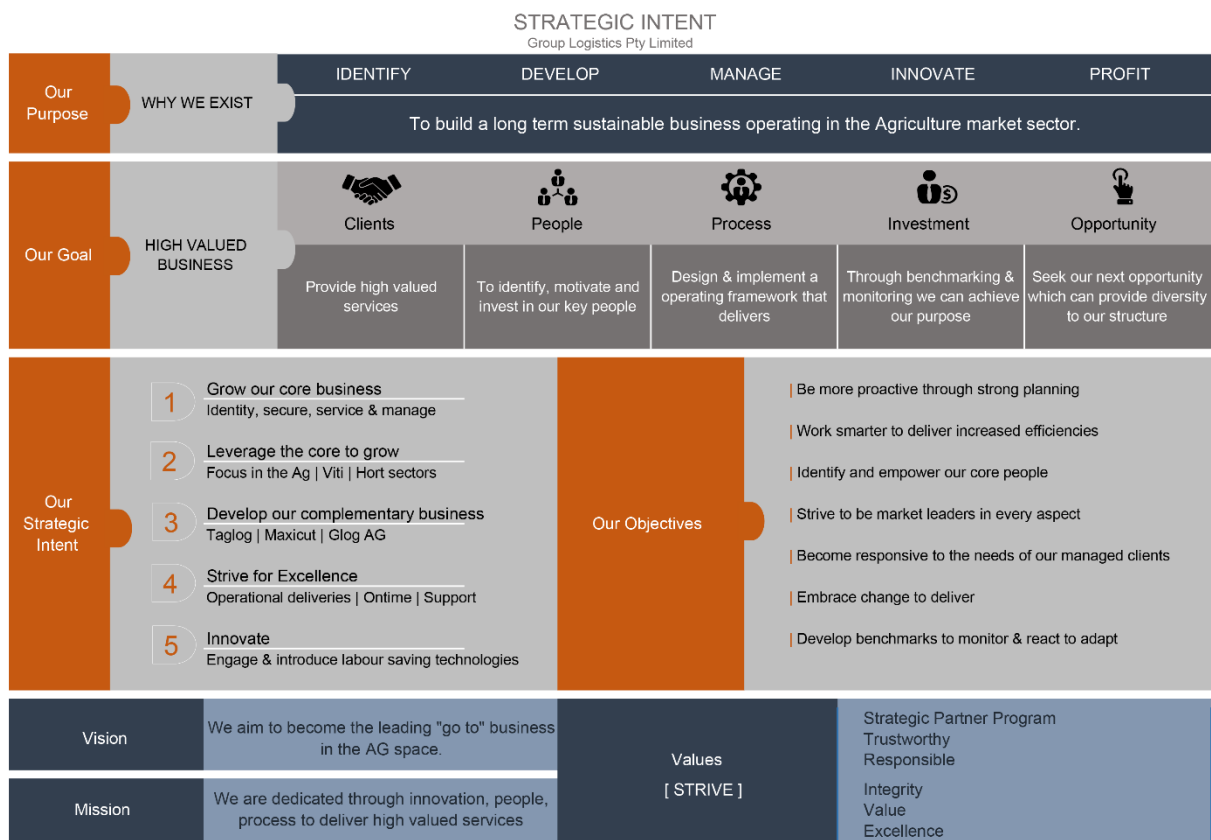 STRATEGIC INTENT
Group Logistics Pty Limited
Our
Purpose
WHY WE EXIST
IDENTIFY
DEVELOP
MANAGE
INNOVATE
PROFIT
To build a long term sustainable business operating in the Agriculture market sector.
Our Goal
HIGH VALUED
BUSINESS
Clients
People
Process
Investment
Opportunity
Provide high valued
services
To identify, motivate and
invest in our key people
Design & implement a
operating framework that
delivers
Through benchmarking &
monitoring we can achieve
our purpose
Seek our next opportunity
which can provide diversity
to our structure
Our
Strategic
Intent
1
Grow our core business
Identity, secure, service & manage
2
Leverage the core to grow
Focus in the Ag | Viti | Hort sectors
3
Develop our complementary business
Taglog | Maxicut | Glog AG
4
Strive for Excellence
Operational deliveries | Ontime | Support
5
Innovate
Engage & introduce labour saving technologies
Our Objectives
| Be more proactive through strong planning
| Work smarter to deliver increased efficiencies
| Identify and empower our core people
| Strive to be market leaders in every aspect
| Become responsive to the needs of our managed clients
| Embrace change to deliver
| Develop benchmarks to monitor & react to adapt
Vision
We aim to become the leading "go to" business
in the AG space.
Mission
We are dedicated through innovation, people,
process to deliver high valued services
Values
[ STRIVE ]
Strategic Partner Program
Trustworthy
Responsible
Integrity
Value
Excellence